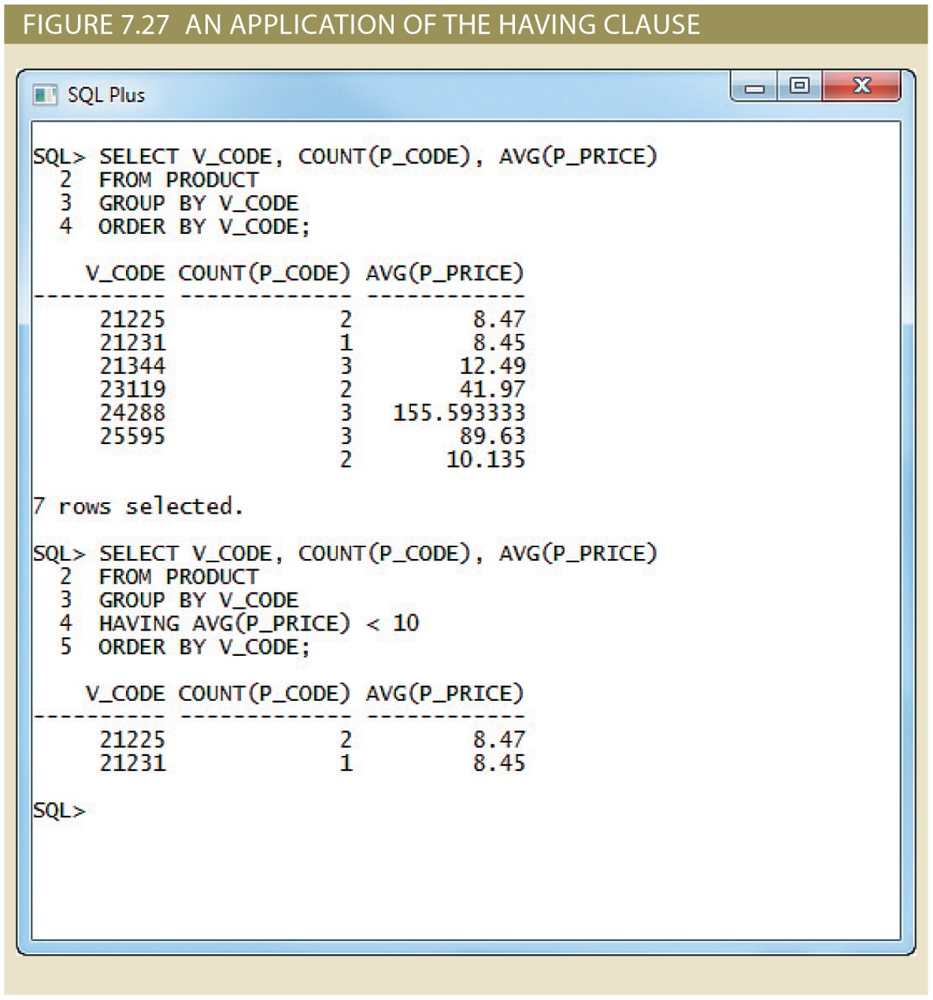 FIGURE 7.27 AN APPLICATION OF THE HAVING CLAUSE
SQL Plus
SQL> SELECT V_CODE, COUNT(P_CODE), AVG(P_PRICE)
2 FROM PRODUCT
3 GROUP BY V_CODE
4 ORDER BY V_CODE;
V_CODE COUNT(P_CODE) AVG(P_PRICE)
---------- ------------- ------------
21225 2 8.47
21231 1 8.45
21344 3 12.49
23119 2 41.97
24288 3 155.593333
25595 3 89.63
2 10.135
7 rows selected.
SQL> SELECT V_CODE, COUNT(P_CODE), AVG(P_PRICE)
2 FROM PRODUCT
3 GROUP BY V_CODE
4 HAVING AVG(P_PRICE) < 10
5 ORDER BY V_CODE;
V_CODE COUNT(P_CODE) AVG(P_PRICE)
---------- ------------- ------------
21225 2 8.47
21231 1 8.45
SQL>